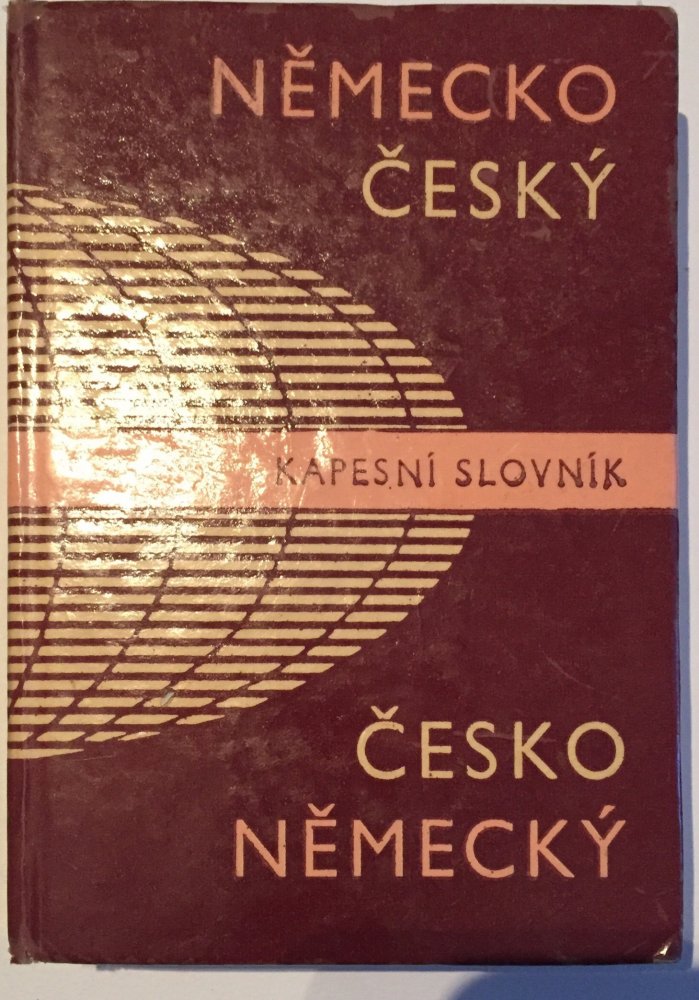 NĚMECKO
ČESKÝ
KAPESNÍ SLOVNÍK
ČESKO
NĚMECKÝ